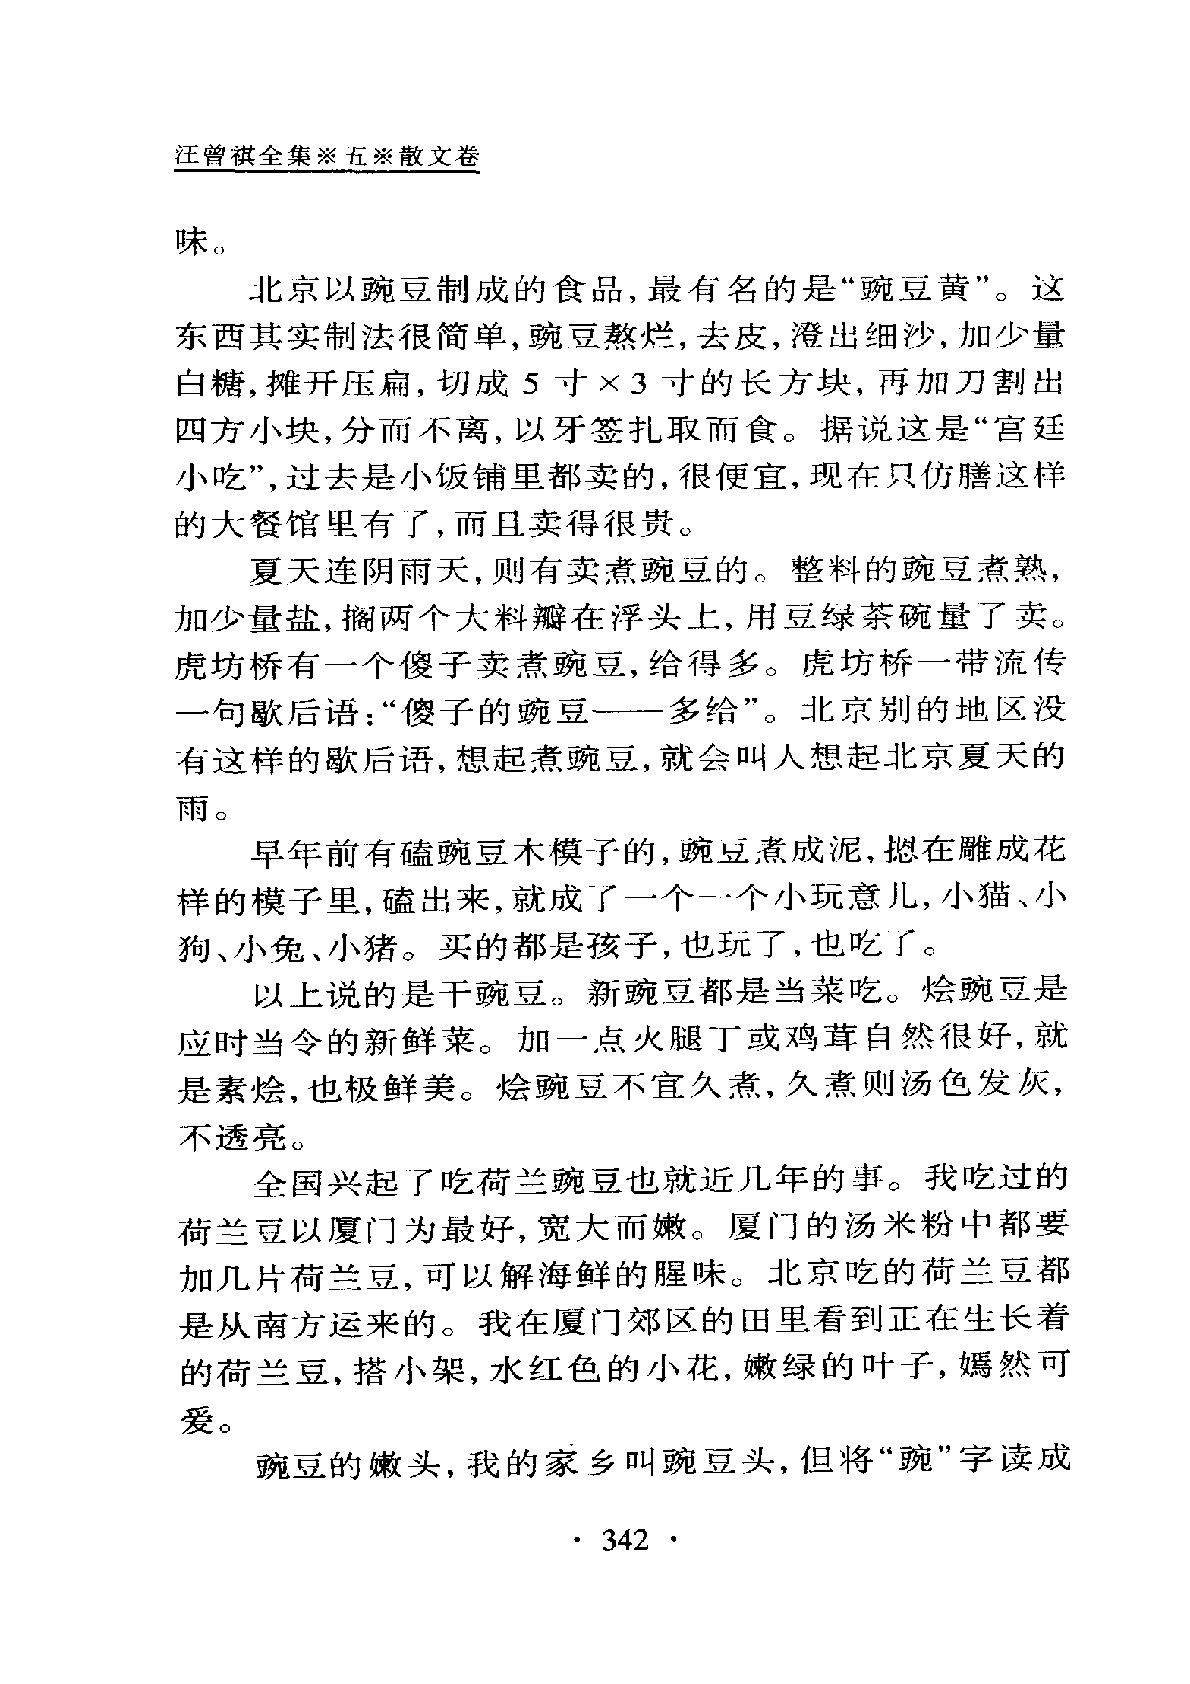 汪曾祺全集※五※散文卷
味。
北京以豌豆制成的食品,最有名的是“豌豆黄”。这
东西其实制法很简单,豌豆熬烂,去皮,澄出细沙,加少量
白糖,摊开压扁,切成 5 寸×3 寸的长方块,再加刀割出
四方小块,分而不离,以牙签扎取而食。据说这是“宫廷
小吃”,过去是小饭铺里都卖的,很便宜,现在只仿膳这样
的大餐馆里有了,而且卖得很贵。
夏天连阴雨天,则有卖煮豌豆的。整料的豌豆煮熟,
加少量盐,搁两个大料瓣在浮头上,用豆绿茶碗量了卖。
虎坊桥有一个傻子卖煮豌豆,给得多。虎坊桥一带流传
一句歇后语:“傻子的豌豆——多给”。北京别的地区没
有这样的歇后语,想起煮豌豆,就会叫人想起北京夏天的
雨。
早年前有磕豌豆木模子的,豌豆煮成泥,摁在雕成花
样的模子里,磕出来,就成了一个一个小玩意儿,小猫、小
狗、小兔、小猪。买的都是孩子,也玩了,也吃了。
以上说的是干豌豆。新豌豆都是当菜吃。烩豌豆是
应时当令的新鲜菜。加一点火腿丁或鸡茸自然很好,就
是素烩,也极鲜美。烩豌豆不宜久煮,久煮则汤色发灰,
不透亮。
全国兴起了吃荷兰豌豆也就近几年的事。我吃过的
荷兰豆以厦门为最好,宽大而嫩。厦门的汤米粉中都要
加几片荷兰豆,可以解海鲜的腥味。北京吃的荷兰豆都
是从南方运来的。我在厦门郊区的田里看到正在生长着
的荷兰豆,搭小架,水红色的小花,嫩绿的叶子,嫣然可
爱。
豌豆的嫩头,我的家乡叫豌豆头,但将“豌”字读成
· 342 ·